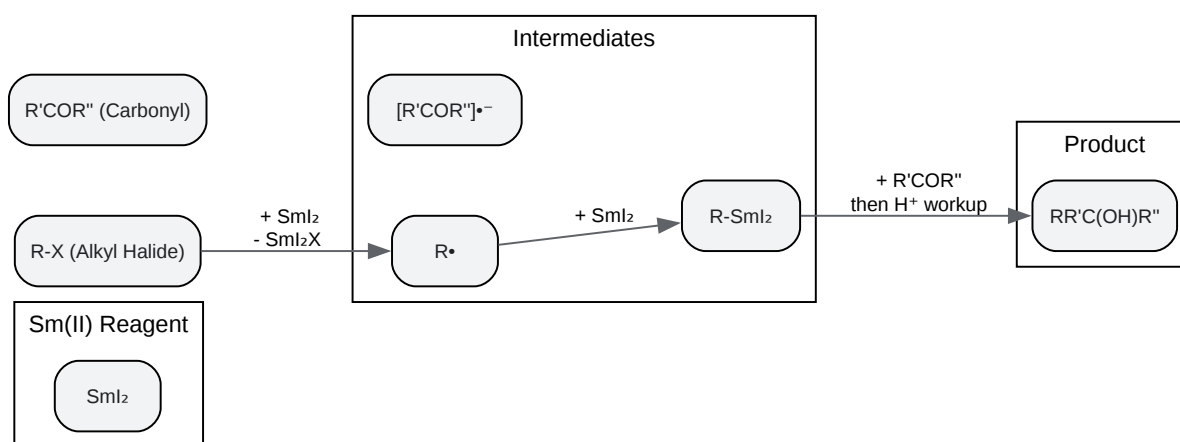 Intermediates
R'COR" (Carbonyl)
[R'COR"]•⁻
Product
+ R'COR"
then H⁺ workup
RR'C(OH)R"
R-SmI₂
+ SmI₂
+ SmI₂
- SmI₂X
R-X (Alkyl Halide)
R•
Sm(II) Reagent
SmI₂